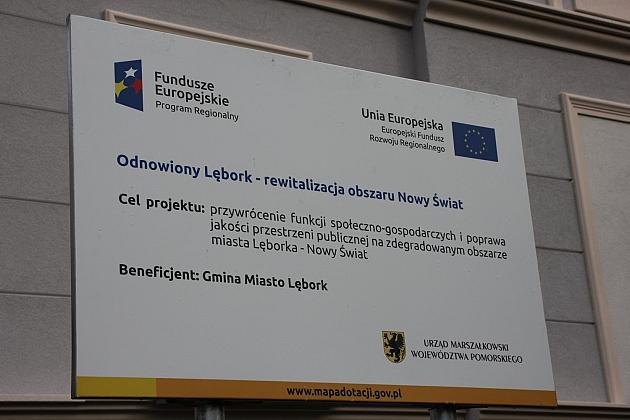 Fundusze
Europejskie
Program Regionalny
Unia Europejska
Europejski Fundusz
Rozwoju Regionalnego
Odnowiony Lębork - rewitalizacja obszaru Nowy Świat
Cel projektu: przywrócenie funkcji społeczno-gospodarczych i poprawa
jakości przestrzeni publicznej na zdegradowanym obszarze
miasta Lęborka - Nowy Świat
Beneficjent: Gmina Miasto Lębork
URZĄD MARSZAŁKOWSKI
WOJEWÓDZTWA POMORSKIEGO
www.mapadotacji.gov.pl